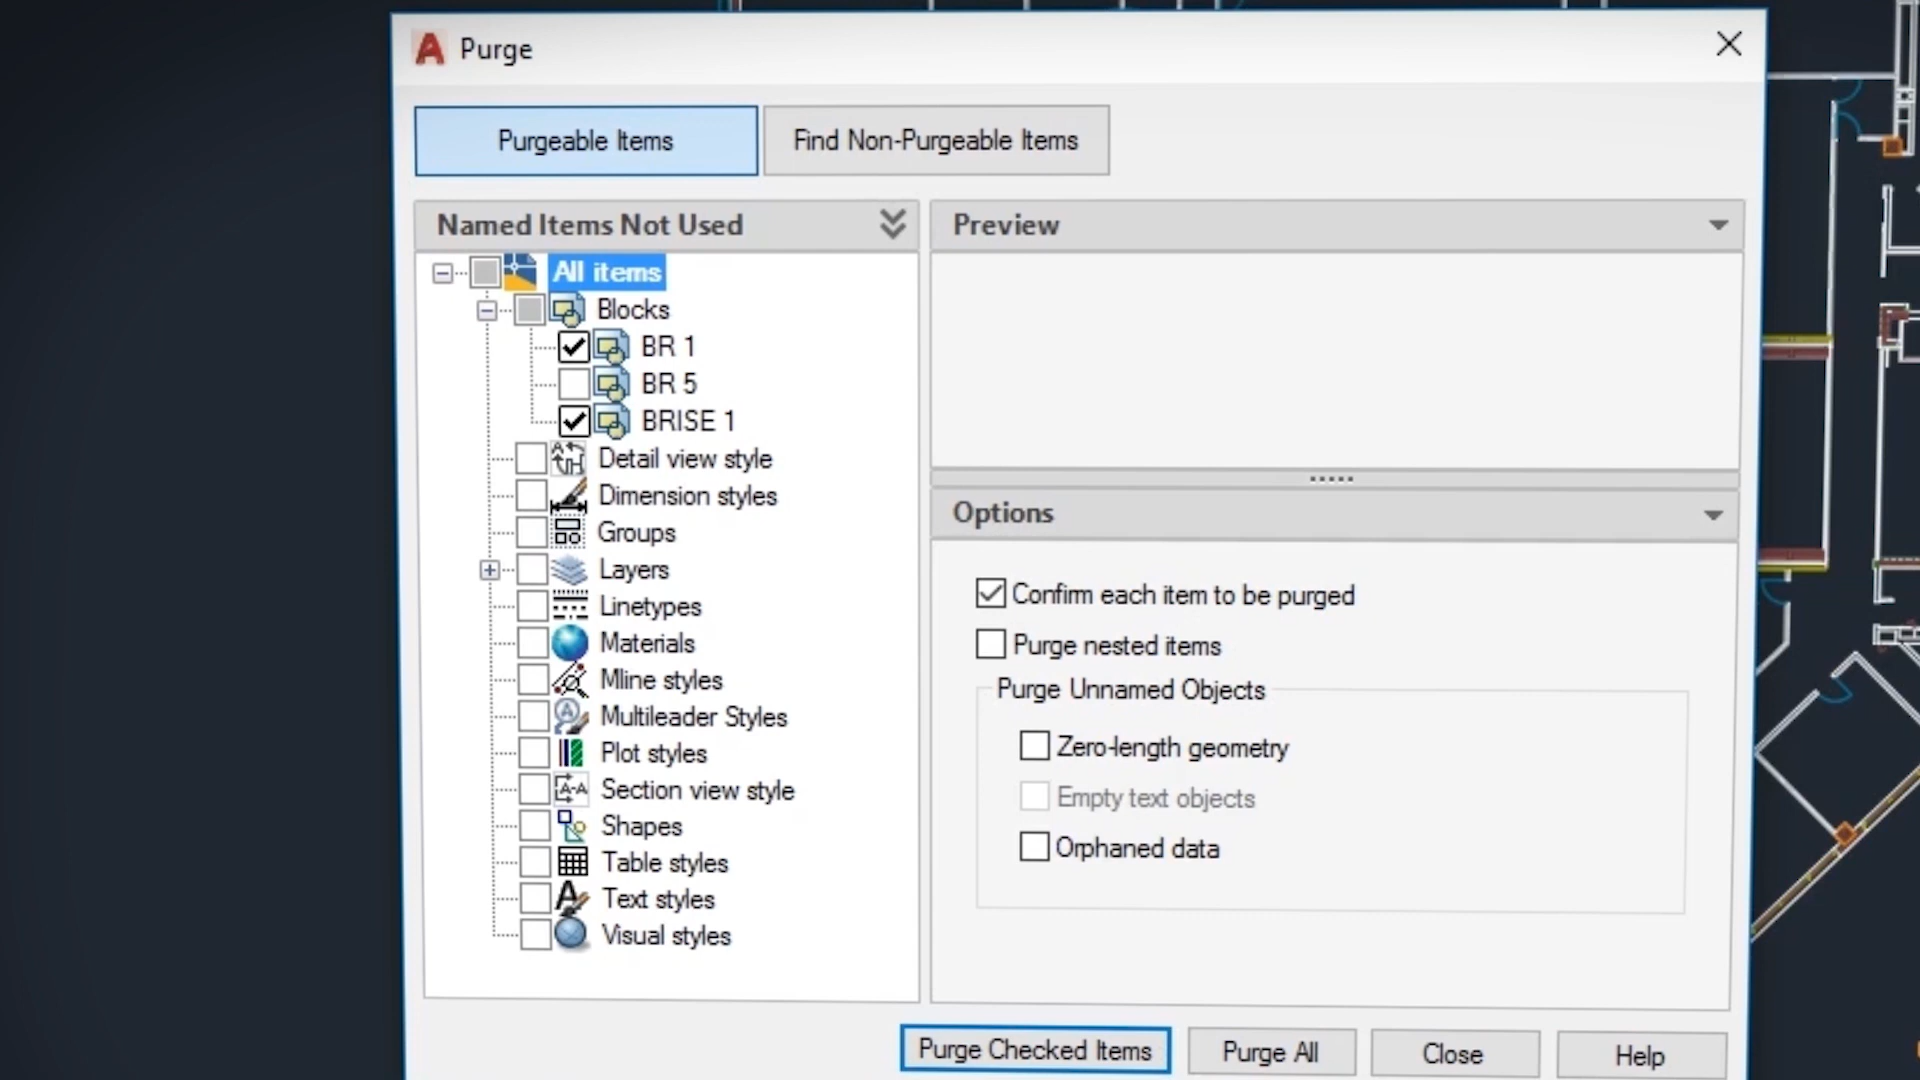 Purge
Purgeable Items
Find Non-Purgeable Items
Named Items Not Used
All items
Blocks
BR 1
BR 5
BRISE 1
Detail view style
Dimension styles
Groups
Layers
Linetypes
Materials
Mline styles
Multileader Styles
Plot styles
Section view style
Shapes
Table styles
Text styles
Visual styles
Preview
Options
Confirm each item to be purged
Purge nested items
Purge Unnamed Objects
Zero-length geometry
Empty text objects
Orphaned data
Purge Checked Items
Purge All
Close
Help